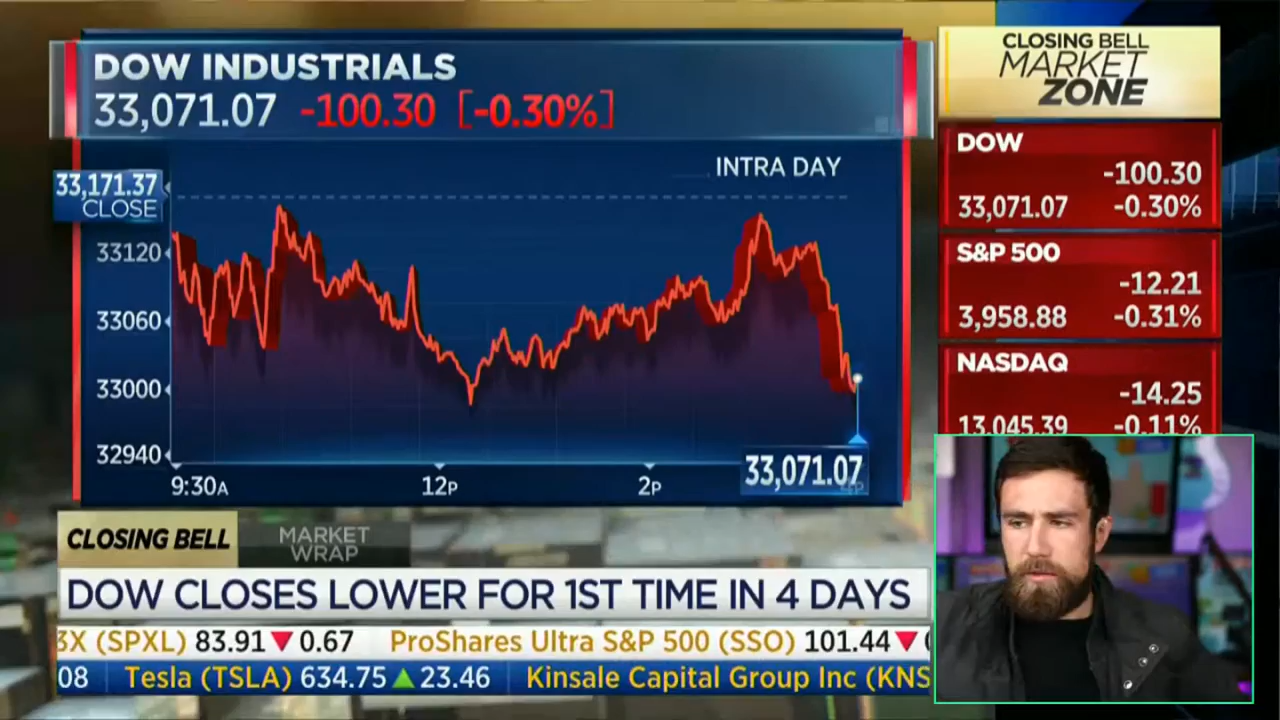 DOW INDUSTRIALS
33,071.07 -100.30 [-0.30%]
INTRA DAY
33,171.37
CLOSE
33120
33060
33000
32940
9:30A 12P 2P 4P
33,071.07
CLOSING BELL
MARKET
ZONE
DOW
-100.30
33,071.07 -0.30%
S&P 500
-12.21
3,958.88 -0.31%
NASDAQ
-14.25
13,045.39 -0.11%
CLOSING BELL
MARKET
WRAP
DOW CLOSES LOWER FOR 1ST TIME IN 4 DAYS
3X (SPXL) 83.91▼0.67 ProShares Ultra S&P 500 (SSO) 101.44▼
08 Tesla (TSLA) 634.75▲23.46 Kinsale Capital Group Inc (KNS